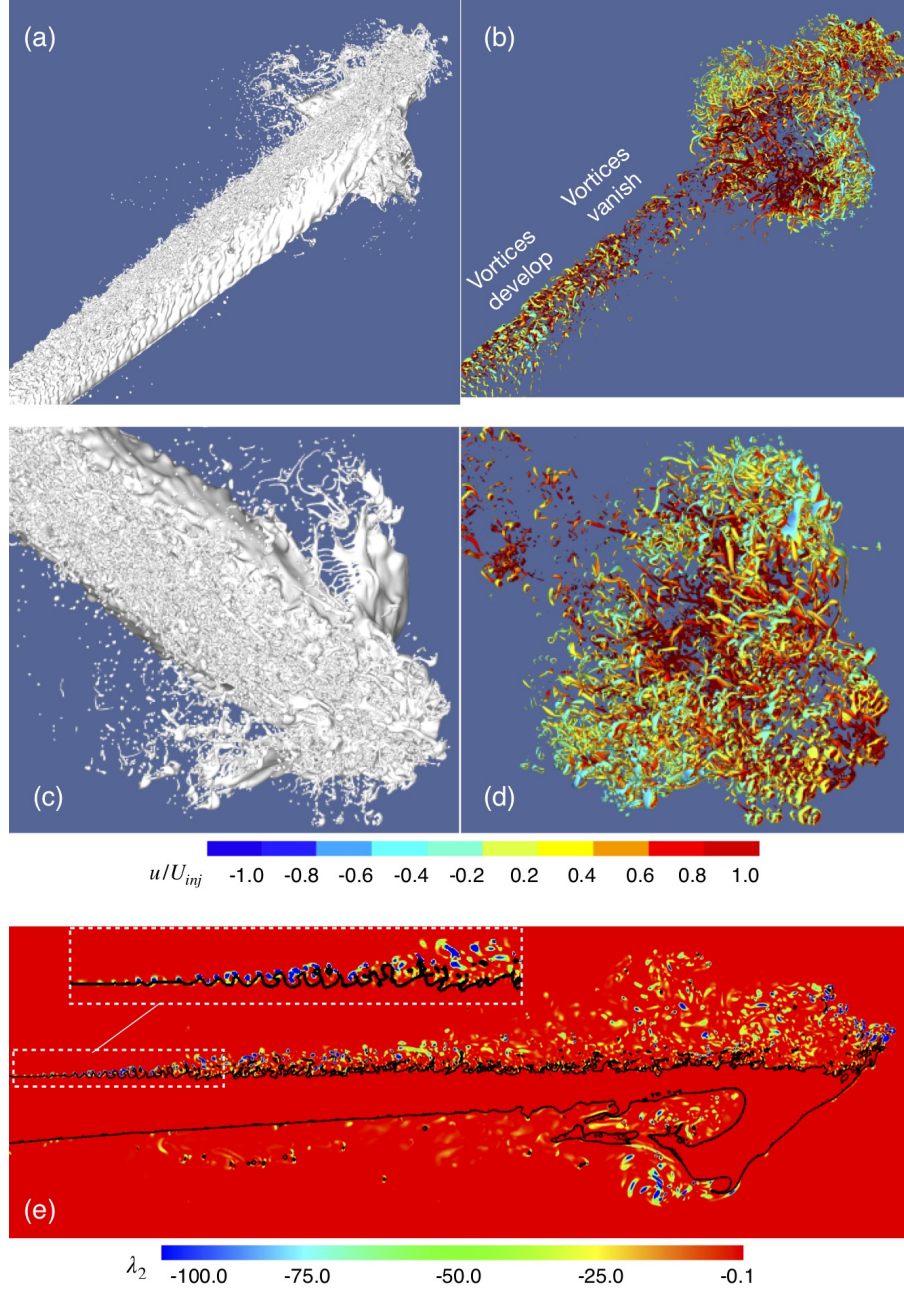 (a)
(b)
Vortices
vanish
Vortices
develop
(c)
(d)
u/U_inj -1.0 -0.8 -0.6 -0.4 -0.2 0.2 0.4 0.6 0.8 1.0
(e)
λ₂ -100.0 -75.0 -50.0 -25.0 -0.1